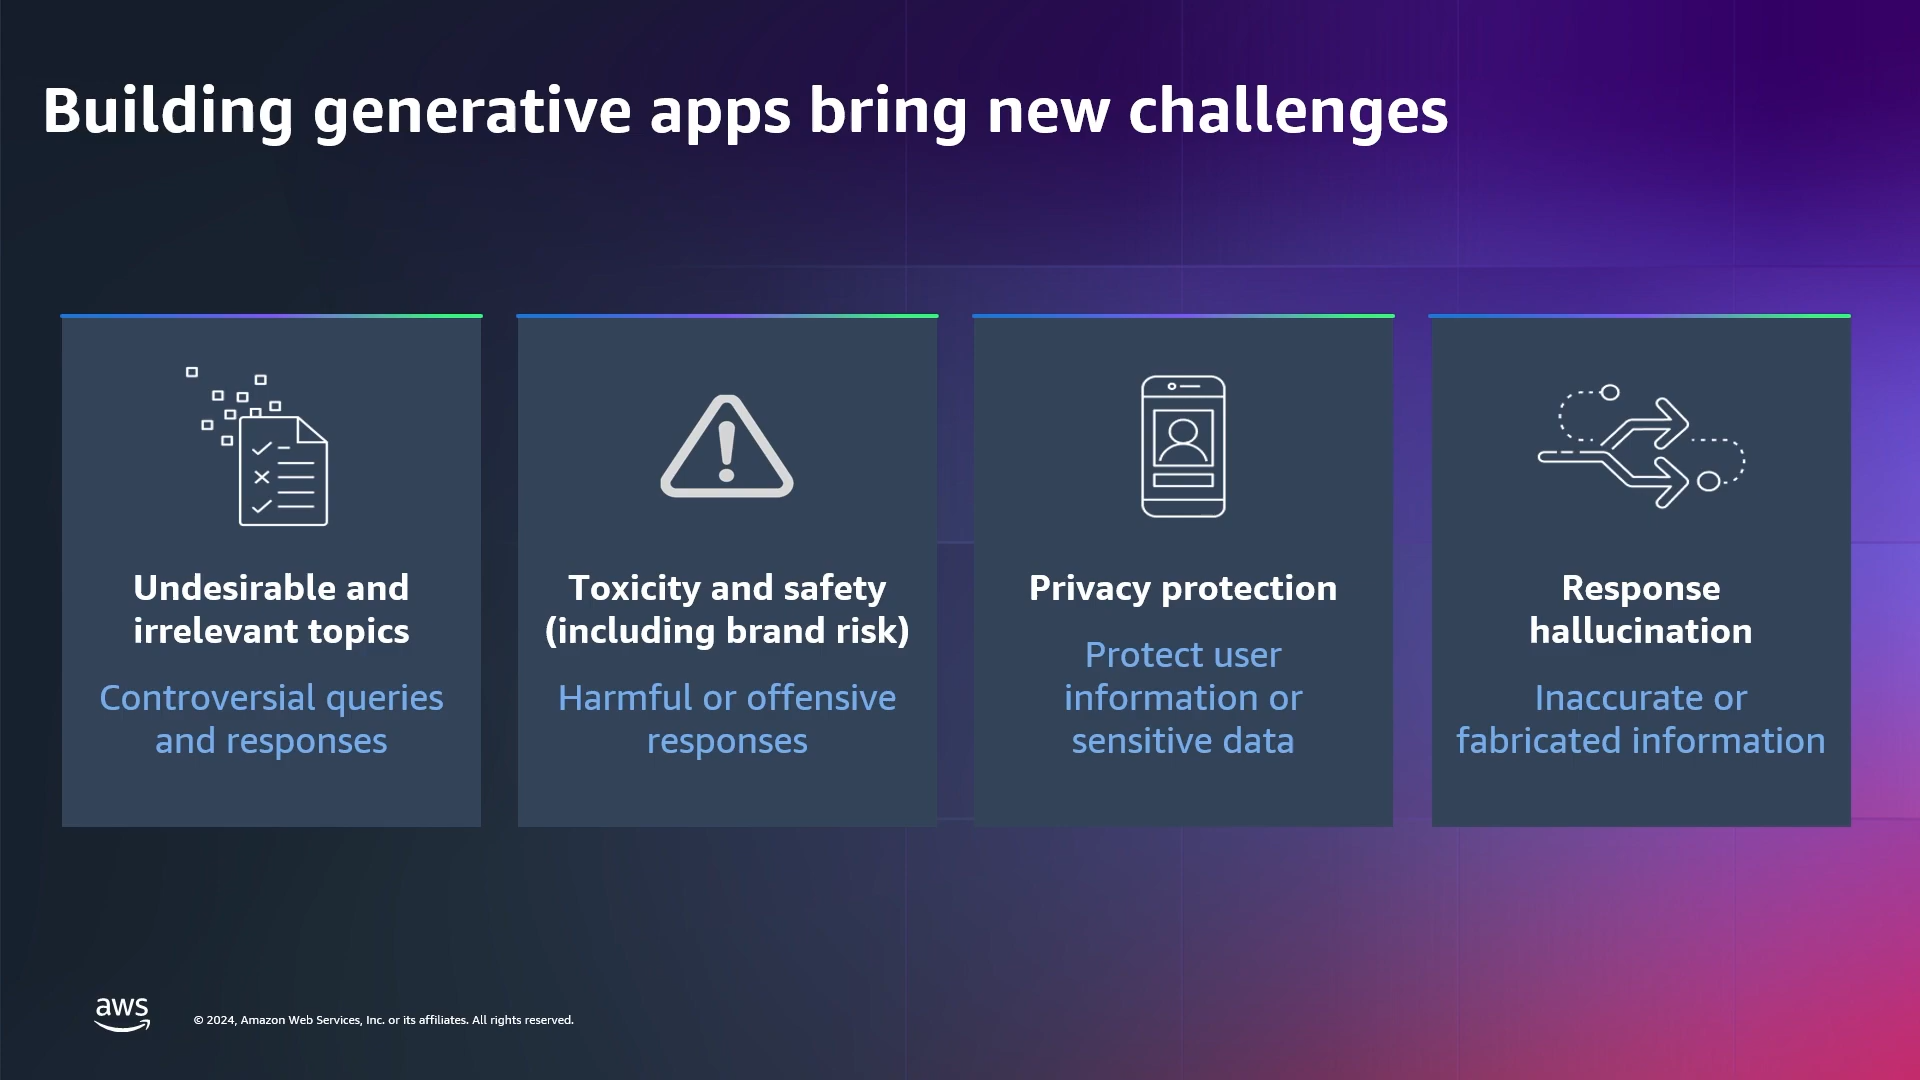 Building generative apps bring new challenges
Undesirable and
irrelevant topics
Controversial queries
and responses
Toxicity and safety
(including brand risk)
Harmful or offensive
responses
Privacy protection
Protect user
information or
sensitive data
Response
hallucination
Inaccurate or
fabricated information
aws
© 2024, Amazon Web Services, Inc. or its affiliates. All rights reserved.